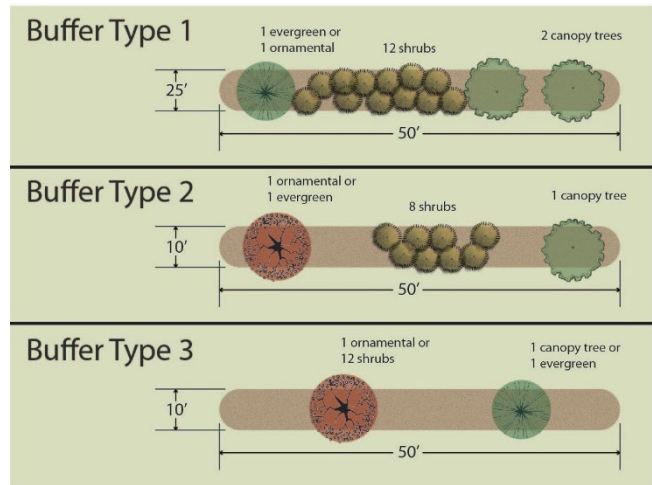 Buffer Type 1
1 evergreen or
1 ornamental
12 shrubs
2 canopy trees
25’
50’
Buffer Type 2
1 ornamental or
1 evergreen
8 shrubs
1 canopy tree
10’
50’
Buffer Type 3
1 ornamental or
12 shrubs
1 canopy tree or
1 evergreen
10’
50’